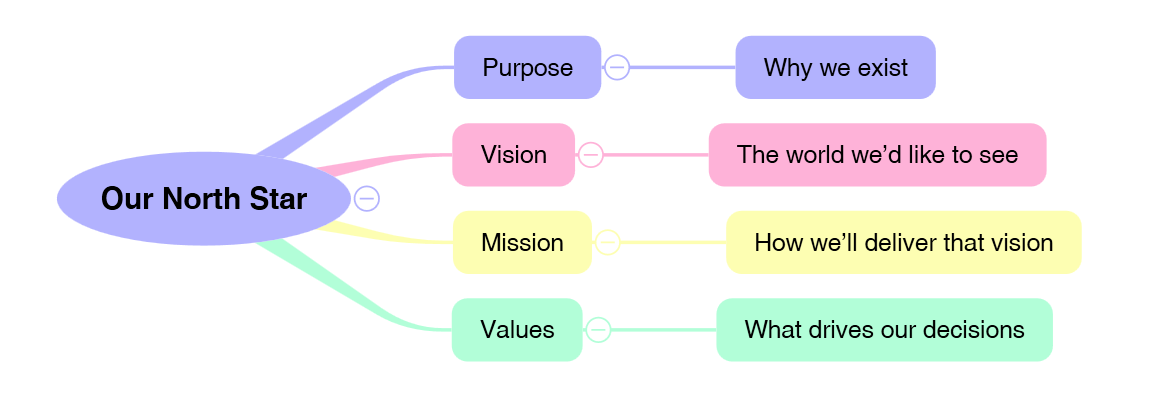 Our North Star
Purpose
Why we exist
Vision
The world we’d like to see
Mission
How we’ll deliver that vision
Values
What drives our decisions